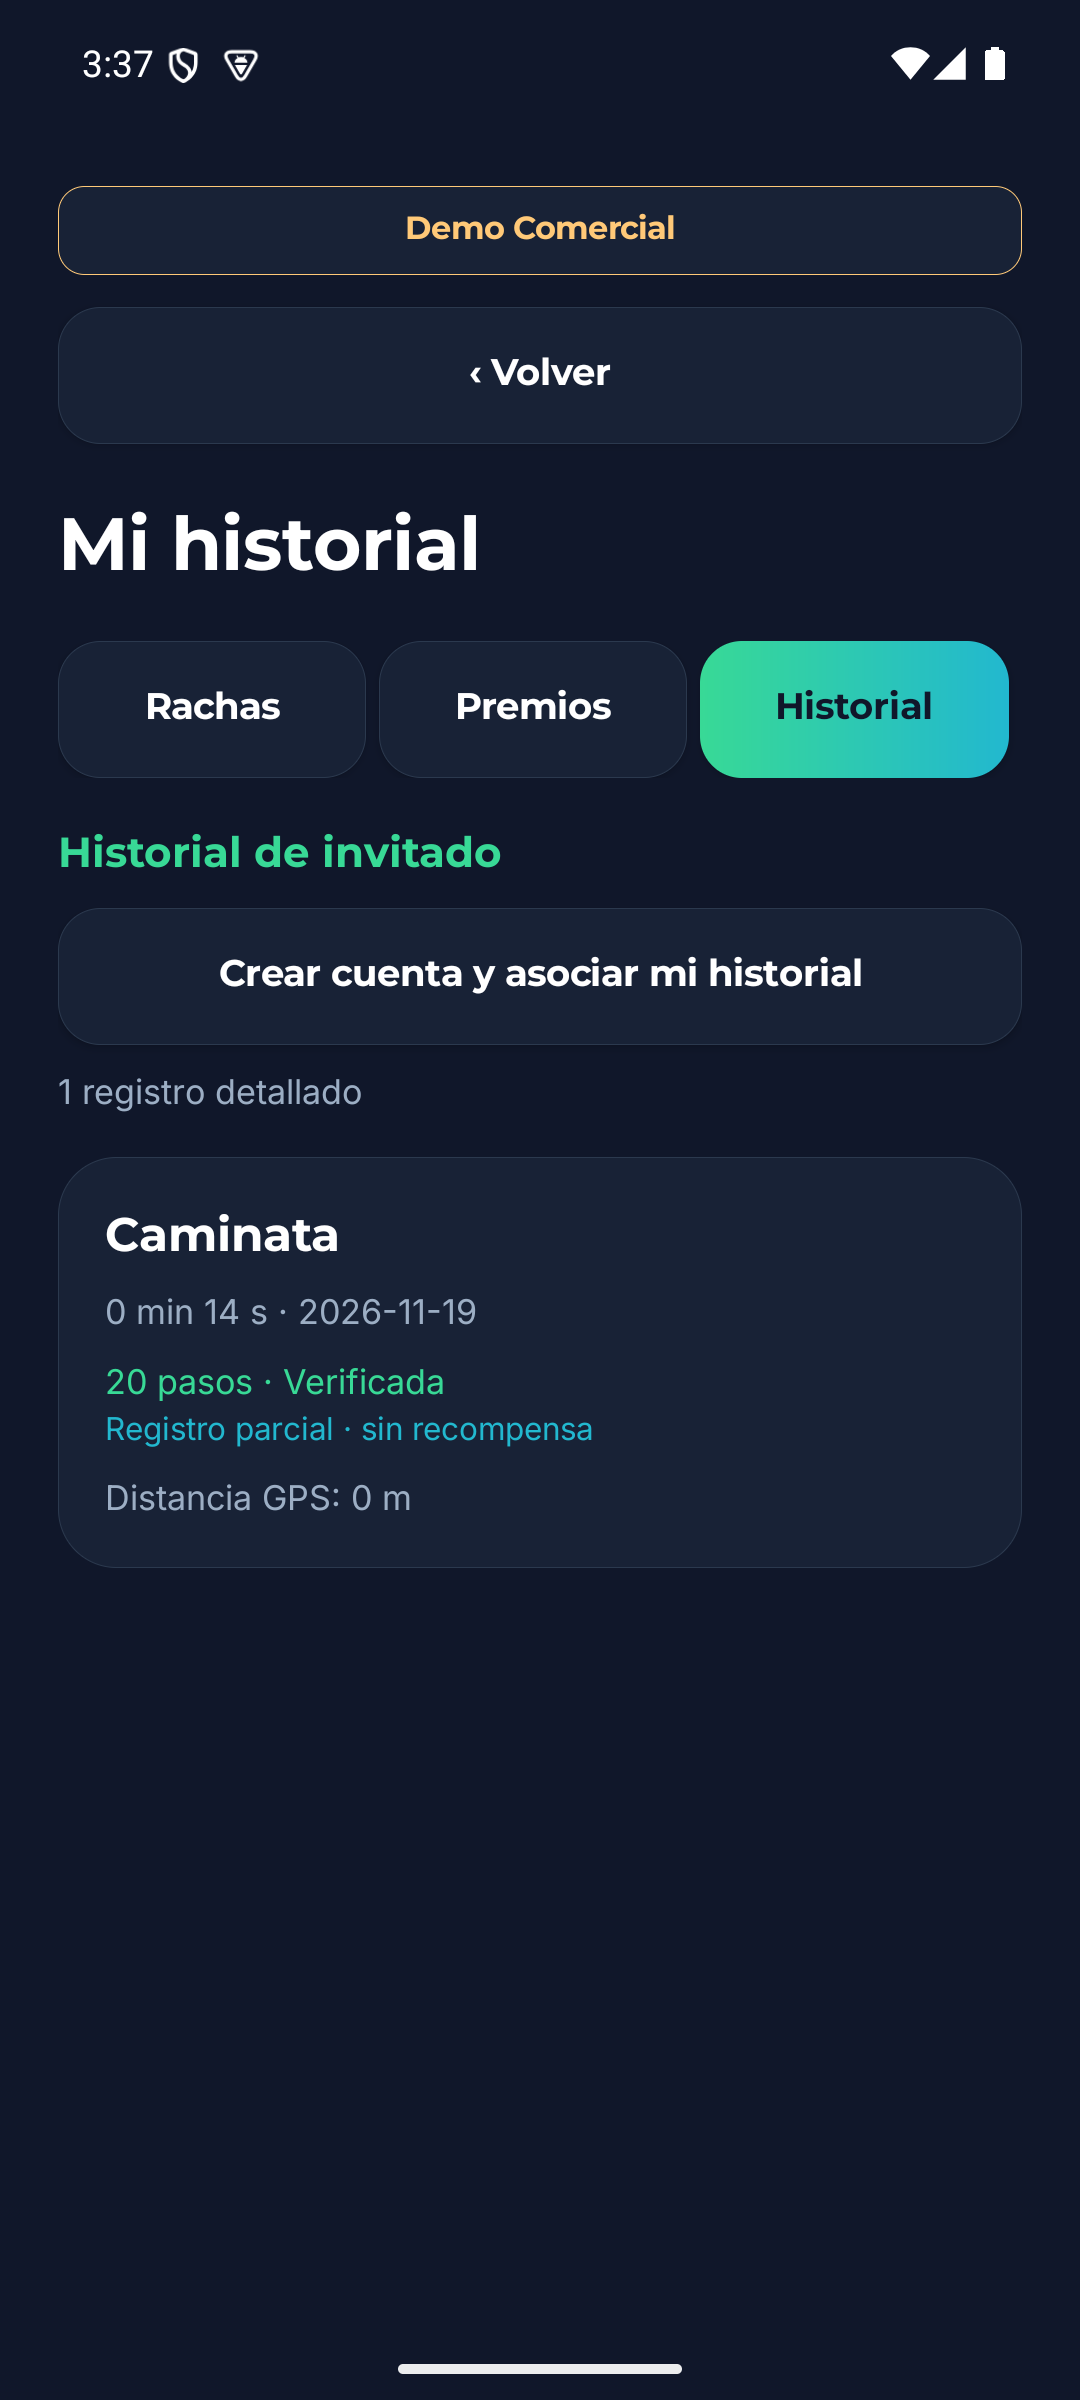 3:37
Demo Comercial
‹ Volver
Mi historial
Rachas
Premios
Historial
Historial de invitado
Crear cuenta y asociar mi historial
1 registro detallado
Caminata
0 min 14 s · 2026-11-19
20 pasos · Verificada
Registro parcial · sin recompensa
Distancia GPS: 0 m